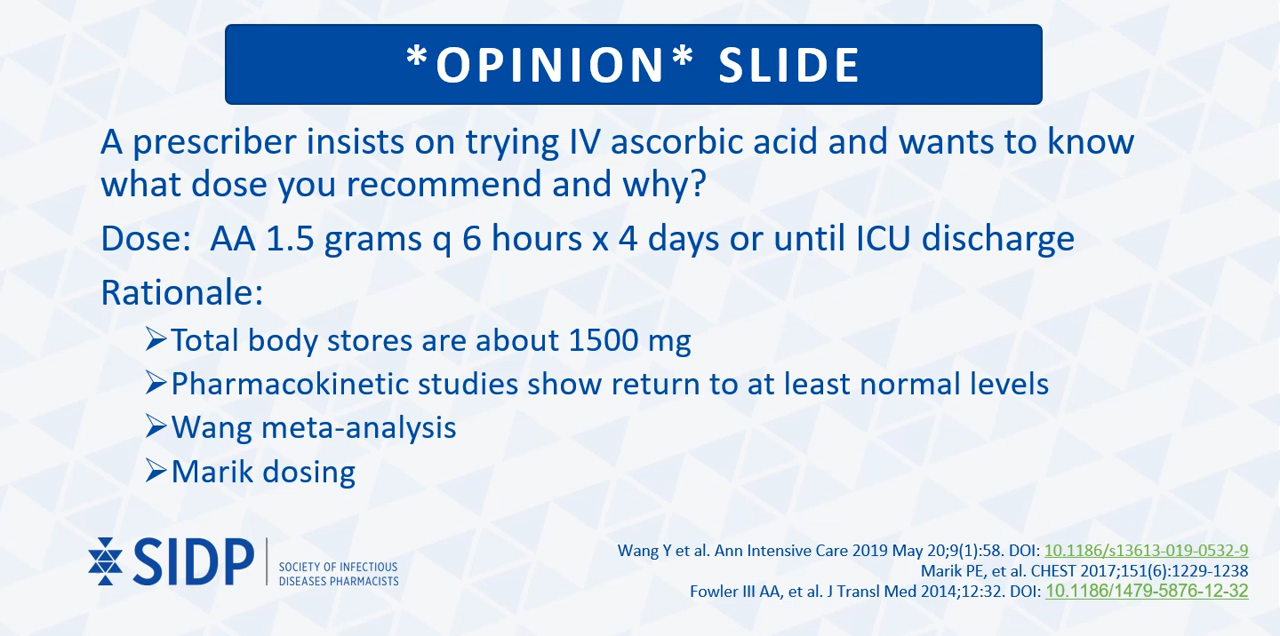 *OPINION* SLIDE
A prescriber insists on trying IV ascorbic acid and wants to know
what dose you recommend and why?
Dose:  AA 1.5 grams q 6 hours x 4 days or until ICU discharge
Rationale:
➢Total body stores are about 1500 mg
➢Pharmacokinetic studies show return to at least normal levels
➢Wang meta-analysis
➢Marik dosing
SIDP
SOCIETY OF INFECTIOUS
DISEASES PHARMACISTS
Wang Y et al. Ann Intensive Care 2019 May 20;9(1):58. DOI: 10.1186/s13613-019-0532-9
Marik PE, et al. CHEST 2017;151(6):1229-1238
Fowler III AA, et al. J Transl Med 2014;12:32. DOI: 10.1186/1479-5876-12-32